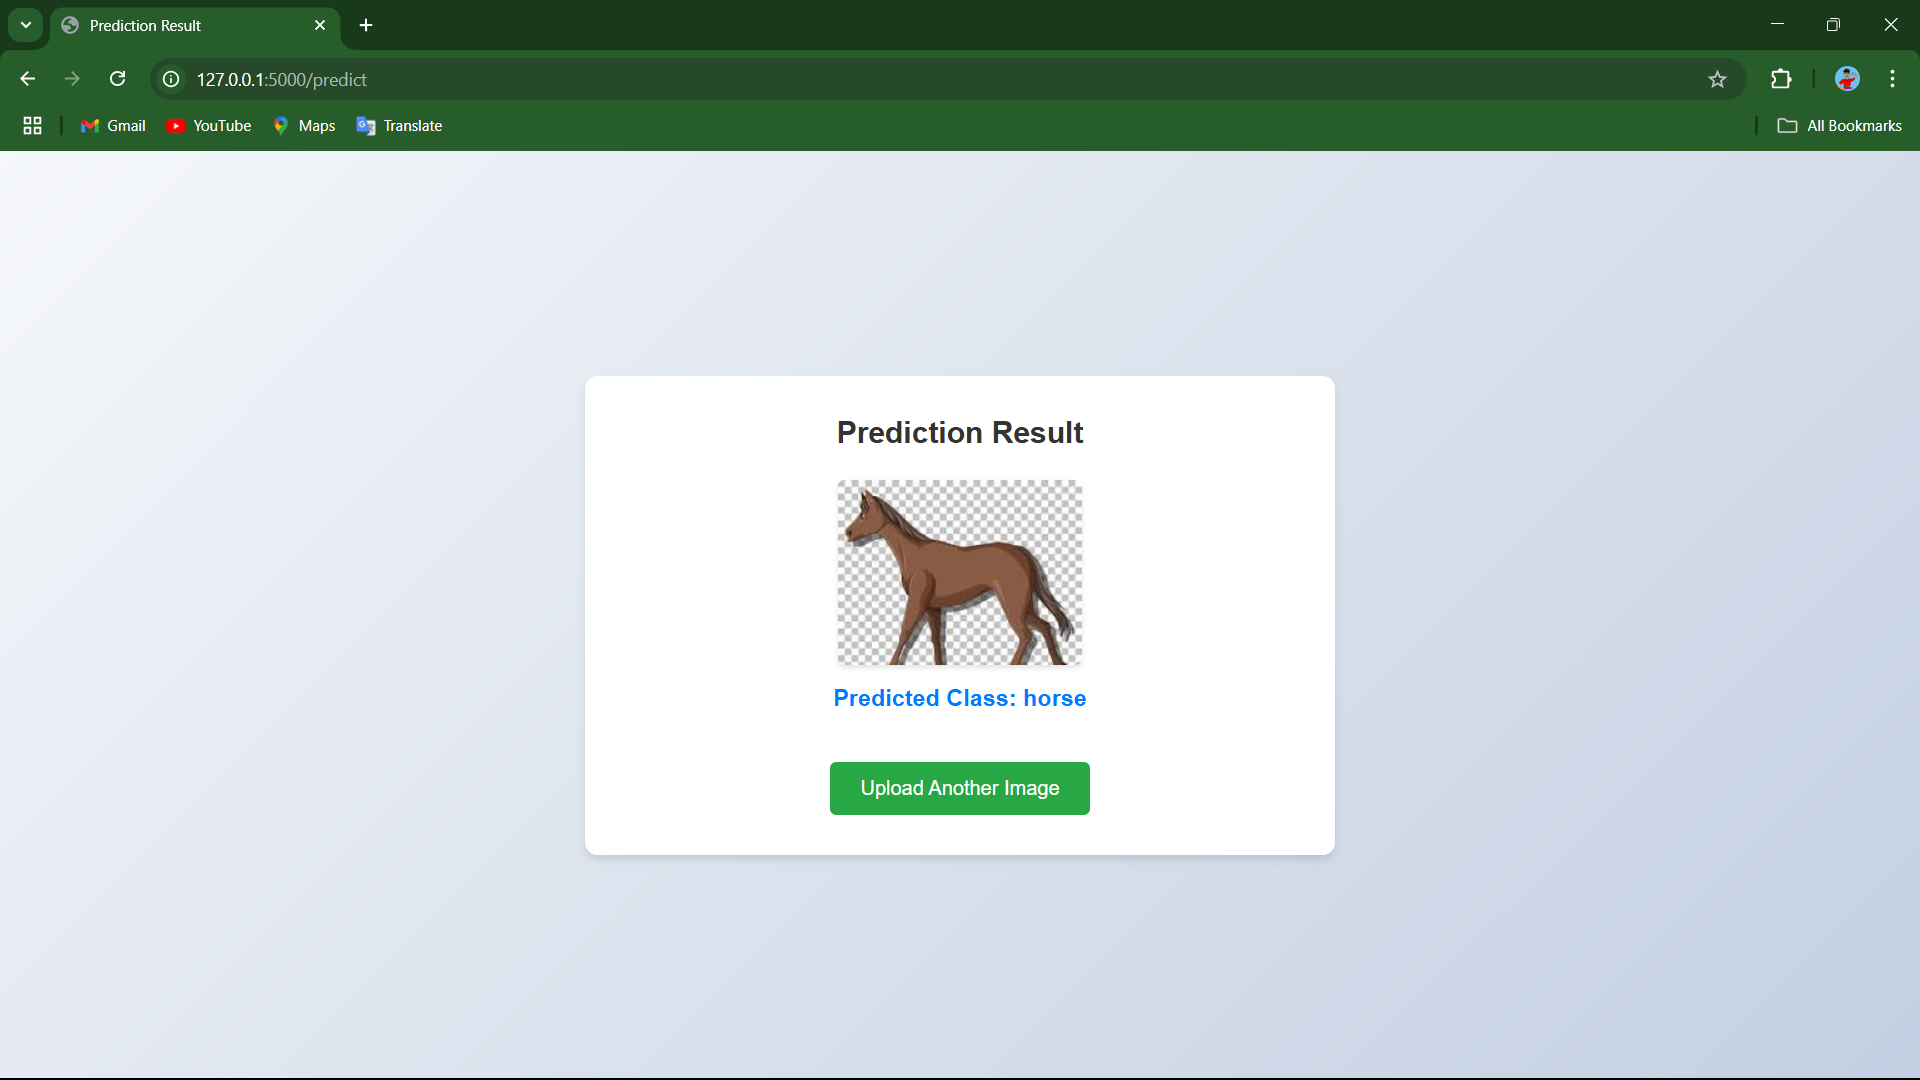 Prediction Result
127.0.0.1:5000/predict
Gmail YouTube Maps Translate All Bookmarks
Prediction Result
Predicted Class: horse
Upload Another Image